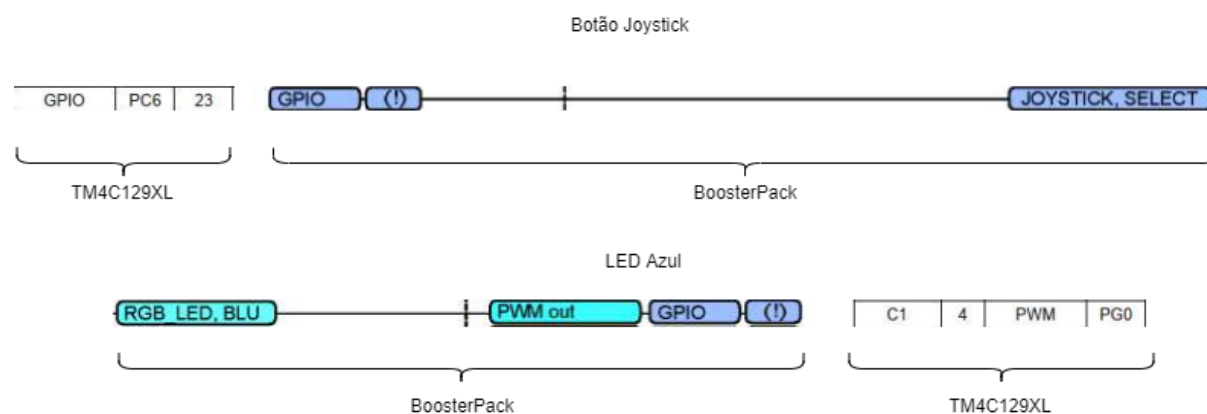 Botão Joystick
GPIO PC6 23 GPIO (!) JOYSTICK, SELECT
TM4C129XL BoosterPack
LED Azul
RGB_LED, BLU PWM out GPIO (!) C1 4 PWM PG0
BoosterPack TM4C129XL